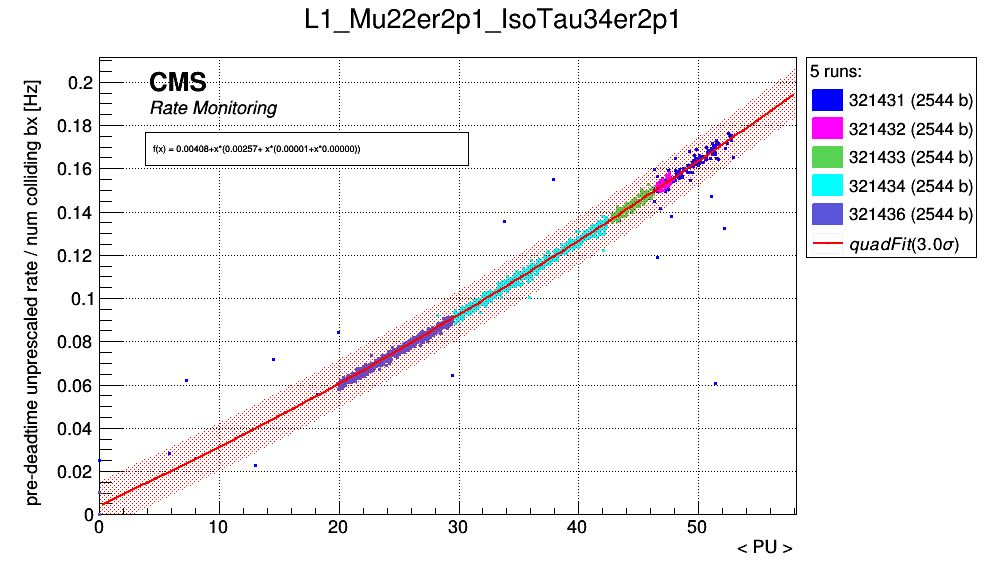 L1_Mu22er2p1_IsoTau34er2p1
CMS
Rate Monitoring
f(x) = 0.00408+x*(0.00257+ x*(0.00001+x*0.00000))
pre-deadtime unprescaled rate / num colliding bx [Hz]
0.2
0.18
0.16
0.14
0.12
0.1
0.08
0.06
0.04
0.02
0
0 10 20 30 40 50
< PU >
5 runs:
321431 (2544 b)
321432 (2544 b)
321433 (2544 b)
321434 (2544 b)
321436 (2544 b)
quadFit(3.0σ)